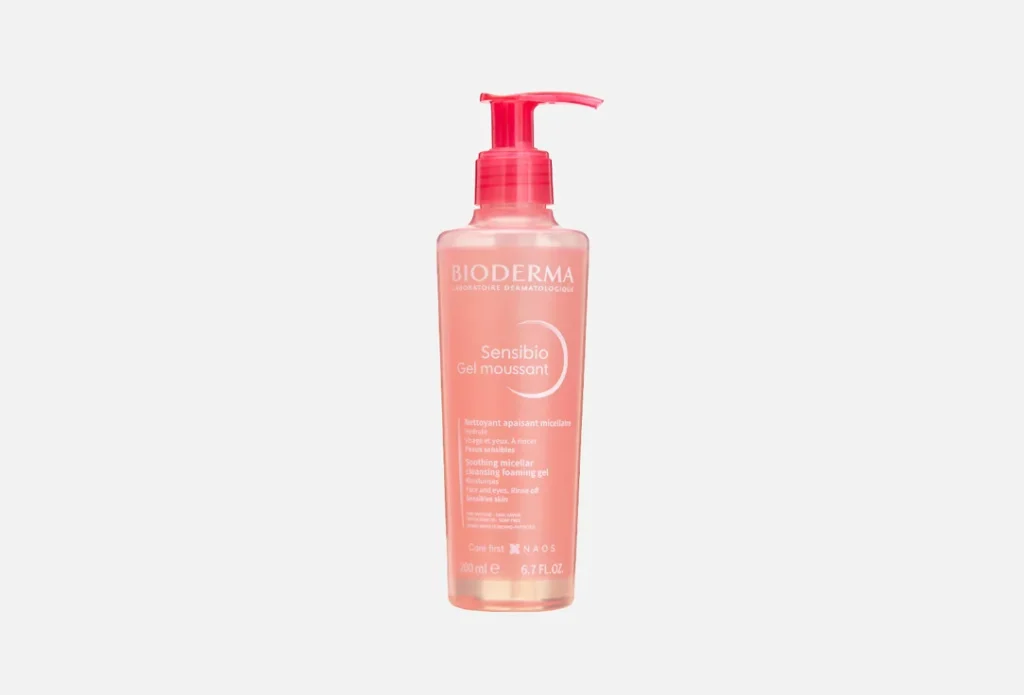 BIODERMA
LABORATOIRE DERMATOLOGIQUE
Sensibio
Gel moussant
Nettoyant apaisant micellaire
Visage et yeux, À rincer
Peaux sensibles
Soothing micellar
cleansing foaming gel
Moisturises
Face and eyes, Rinse off
Sensitive skin
Care first NAOS
200 ml ℮ 6.7 FL.OZ.